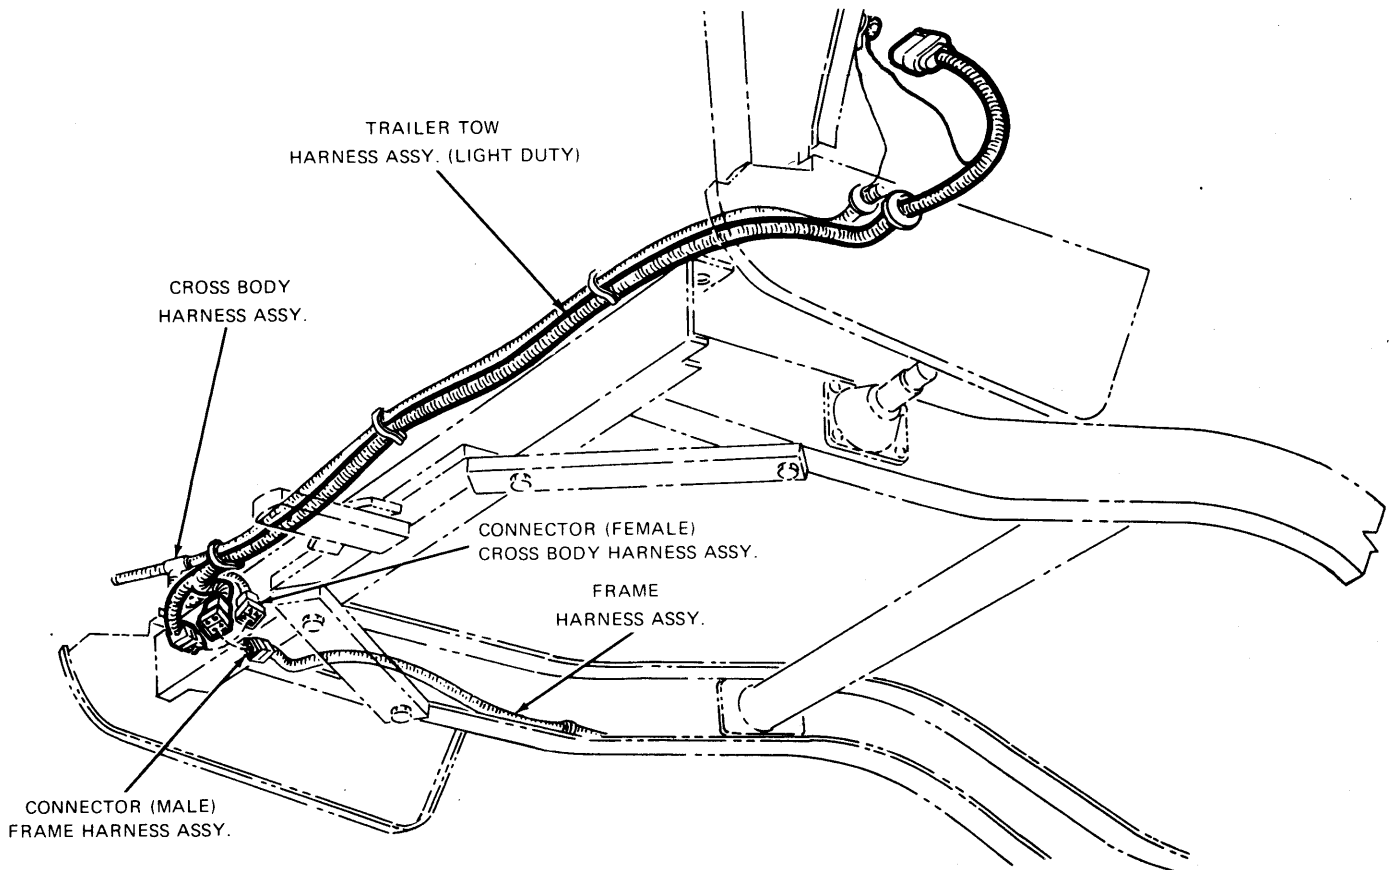 TRAILER TOW
HARNESS ASSY. (LIGHT DUTY)
CROSS BODY
HARNESS ASSY.
CONNECTOR (FEMALE)
CROSS BODY HARNESS ASSY.
FRAME
HARNESS ASSY.
CONNECTOR (MALE)
FRAME HARNESS ASSY.